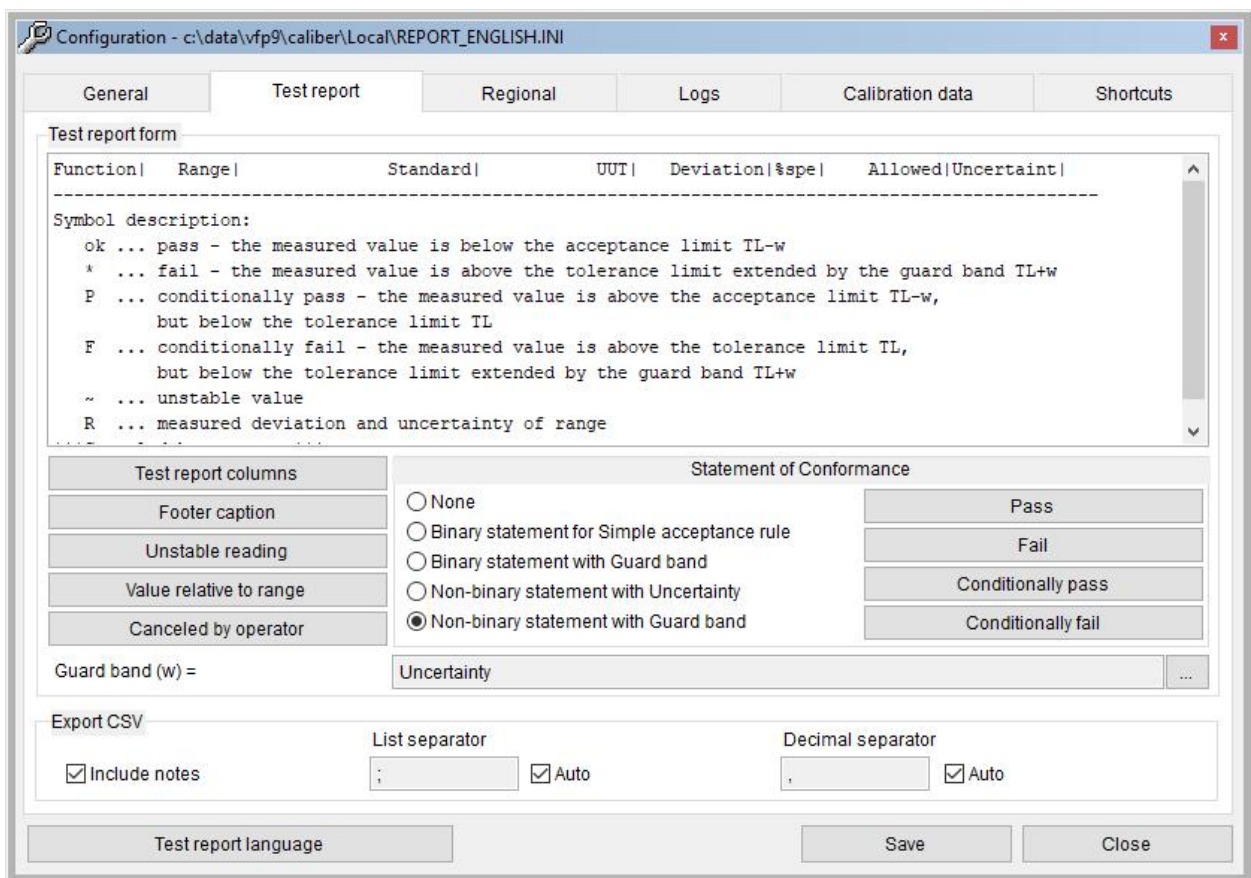 Configuration - c:\data\vfp9\caliber\Local\REPORT_ENGLISH.INI
General Test report Regional Logs Calibration data Shortcuts
Test report form
Function| Range| Standard| UUT| Deviation|%spe| Allowed|Uncertaint|
----------------------------------------------------------------------------------------------------
Symbol description:
ok ... pass - the measured value is below the acceptance limit TL-w
* ... fail - the measured value is above the tolerance limit extended by the guard band TL+w
P ... conditionally pass - the measured value is above the acceptance limit TL-w,
but below the tolerance limit TL
F ... conditionally fail - the measured value is above the tolerance limit TL,
but below the tolerance limit extended by the guard band TL+w
~ ... unstable value
R ... measured deviation and uncertainty of range
Test report columns
Footer caption
Unstable reading
Value relative to range
Canceled by operator
Statement of Conformance
None
Binary statement for Simple acceptance rule
Binary statement with Guard band
Non-binary statement with Uncertainty
Non-binary statement with Guard band
Pass
Fail
Conditionally pass
Conditionally fail
Guard band (w) = Uncertainty ...
Export CSV
List separator Decimal separator
Include notes ; Auto , Auto
Test report language Save Close